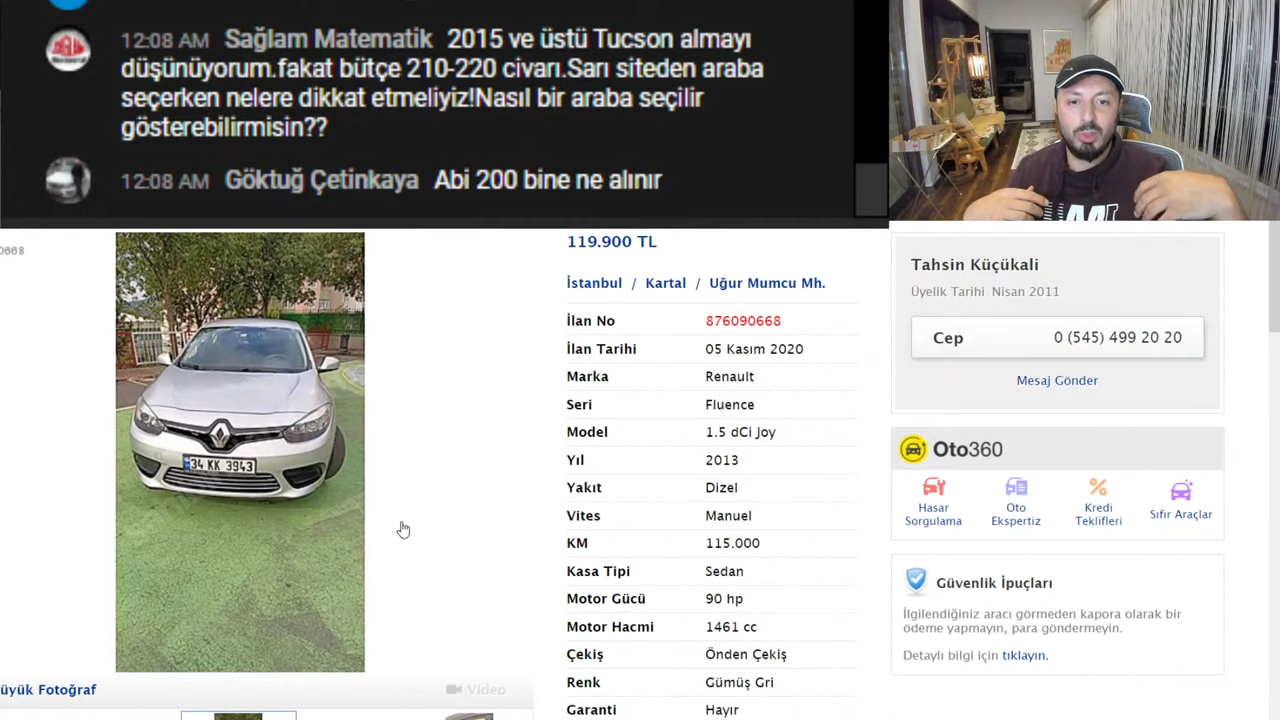 12:08 AM Sağlam Matematik 2015 ve üstü Tucson almayı
düşünüyorum.fakat bütçe 210-220 civarı.Sarı siteden araba
seçerken nelere dikkat etmeliyiz!Nasıl bir araba seçilir
gösterebilirmisin??
12:08 AM Göktuğ Çetinkaya Abi 200 bine ne alınır
0668
119.900 TL
İstanbul / Kartal / Uğur Mumcu Mh.
İlan No 876090668
İlan Tarihi 05 Kasım 2020
Marka Renault
Seri Fluence
Model 1.5 dCi Joy
Yıl 2013
Yakıt Dizel
Vites Manuel
KM 115.000
Kasa Tipi Sedan
Motor Gücü 90 hp
Motor Hacmi 1461 cc
Çekiş Önden Çekiş
Renk Gümüş Gri
Garanti Hayır
34 KK 3943
üyük Fotoğraf
Video
Tahsin Küçükali
Üyelik Tarihi Nisan 2011
Cep 0 (545) 499 20 20
Mesaj Gönder
Oto360
Hasar Sorgulama
Oto Ekspertiz
Kredi Teklifleri
Sıfır Araçlar
Güvenlik İpuçları
İlgilendiğiniz aracı görmeden kapora olarak bir
ödeme yapmayın, para göndermeyin.
Detaylı bilgi için tıklayın.